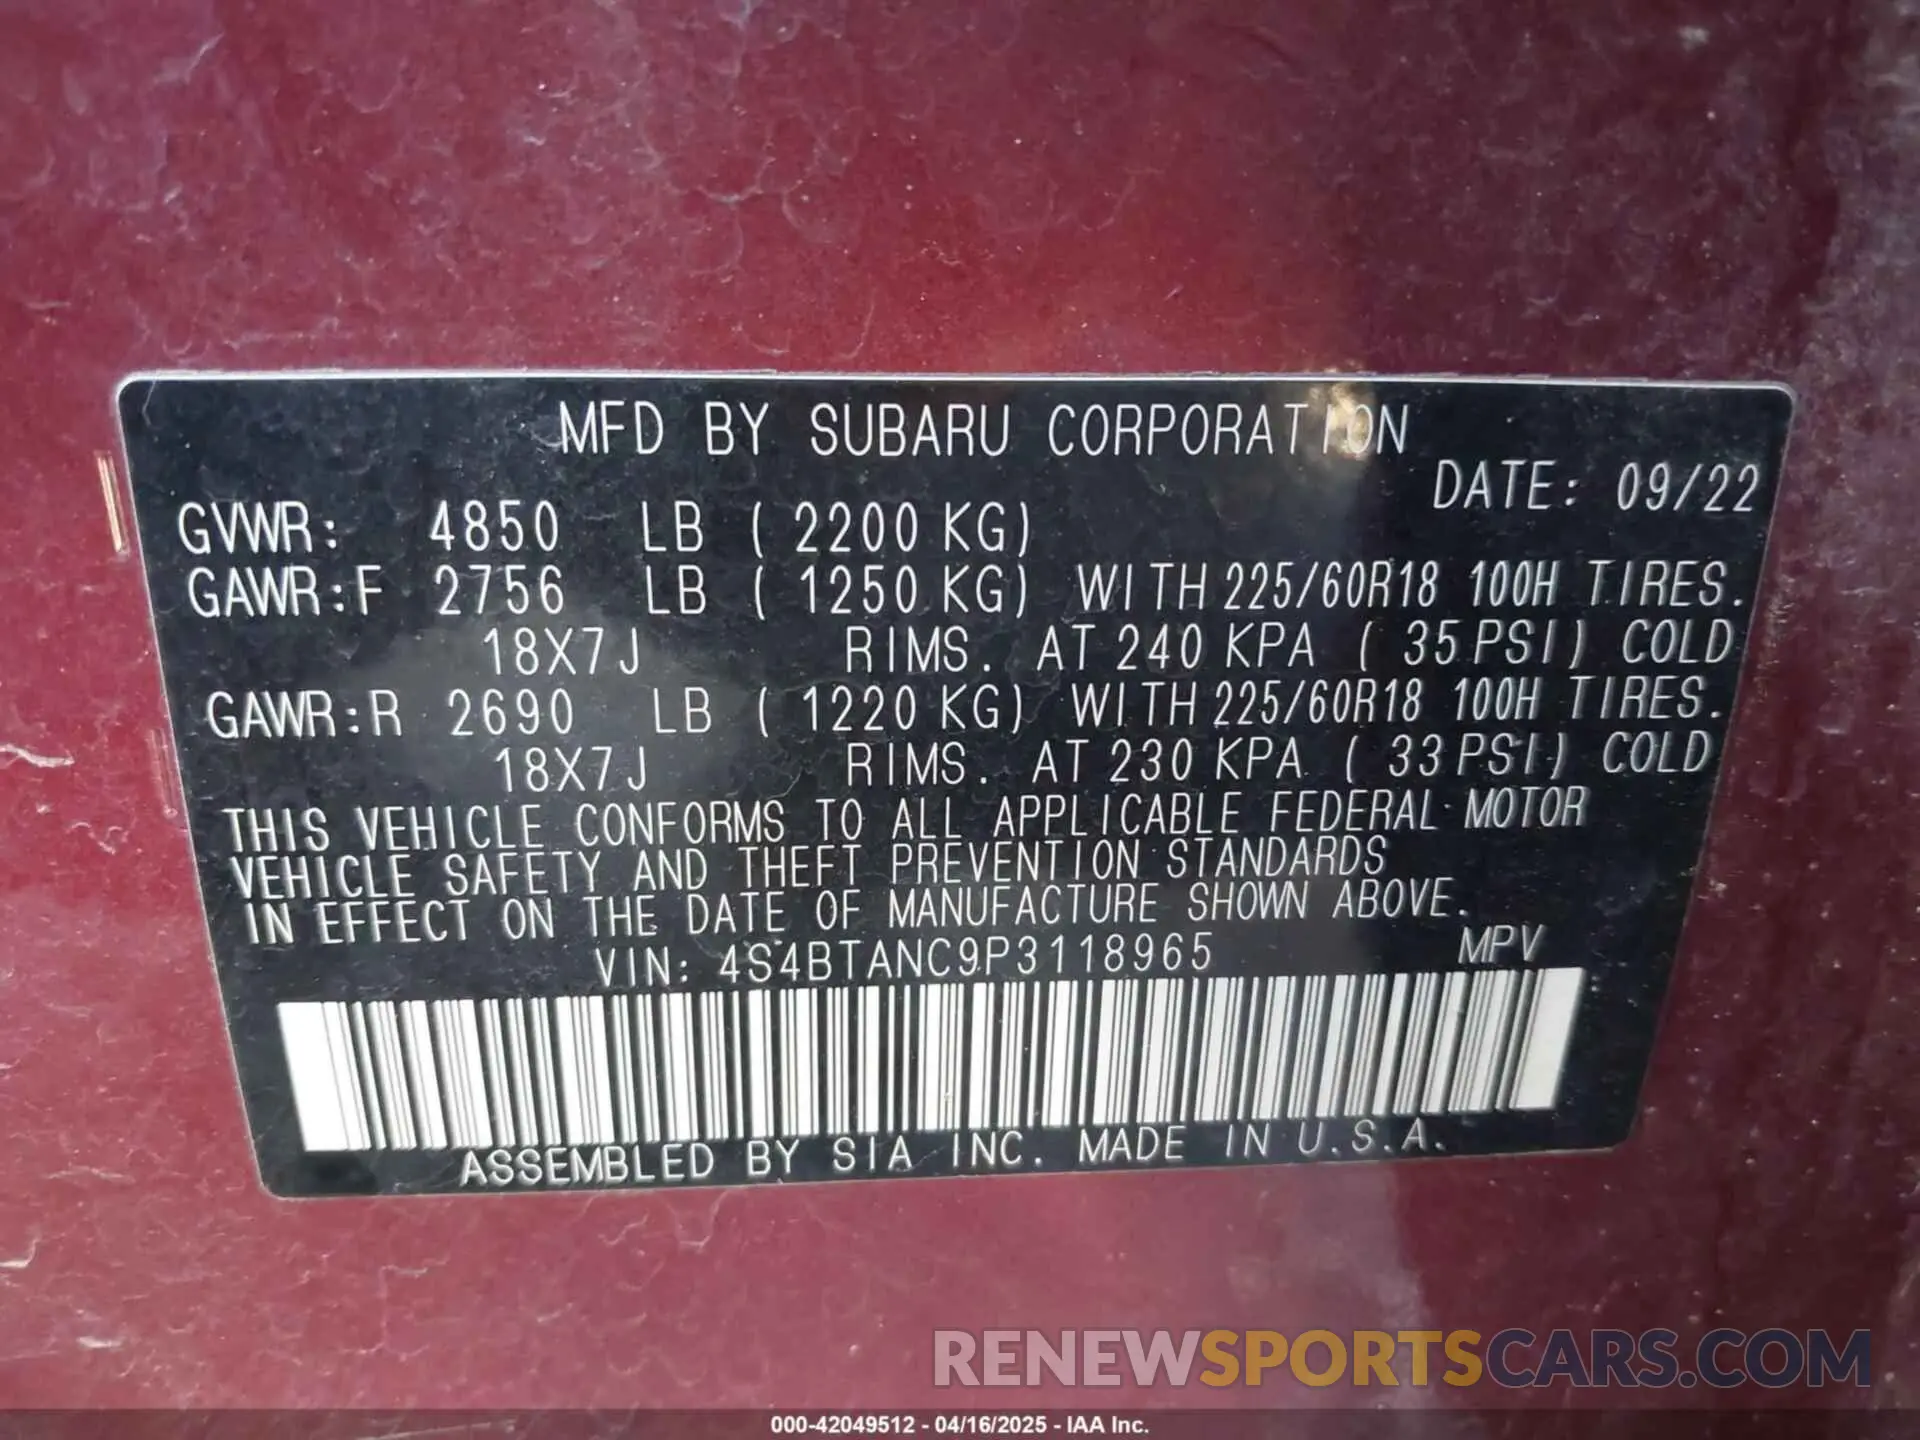 MFD BY SUBARU CORPORATION
DATE: 09/22
GVWR: 4850 LB ( 2200 KG)
GAWR:F 2756 LB ( 1250 KG) WITH 225/60R18 100H TIRES.
18X7J RIMS. AT 240 KPA ( 35 PSI) COLD
GAWR:R 2690 LB ( 1220 KG) WITH 225/60R18 100H TIRES.
18X7J RIMS. AT 230 KPA ( 33 PSI) COLD
THIS VEHICLE CONFORMS TO ALL APPLICABLE FEDERAL MOTOR
VEHICLE SAFETY AND THEFT PREVENTION STANDARDS
IN EFFECT ON THE DATE OF MANUFACTURE SHOWN ABOVE.
VIN: 4S4BTANC9P3118965 MPV
ASSEMBLED BY SIA INC. MADE IN U.S.A.
RENEWSPORTSCARS.COM
000-42049512 - 04/16/2025 - IAA Inc.